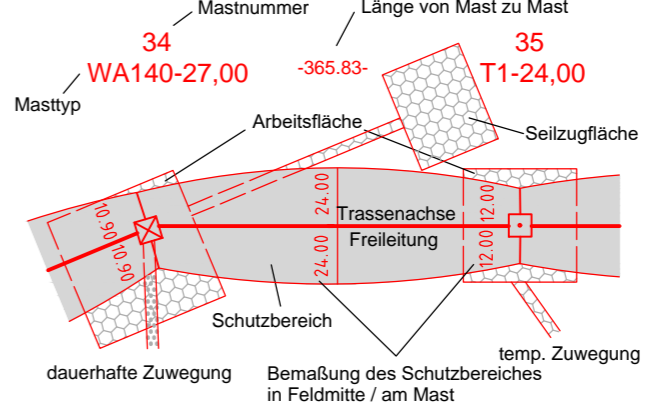 Mastnummer
Länge von Mast zu Mast
34
-365.83-
35
WA140-27,00
T1-24,00
Masttyp
Arbeitsfläche
Seilzugfläche
10.90
10.90
24.00
24.00
12.00
12.00
Trassenachse
Freileitung
Schutzbereich
dauerhafte Zuwegung
temp. Zuwegung
Bemaßung des Schutzbereiches
in Feldmitte / am Mast